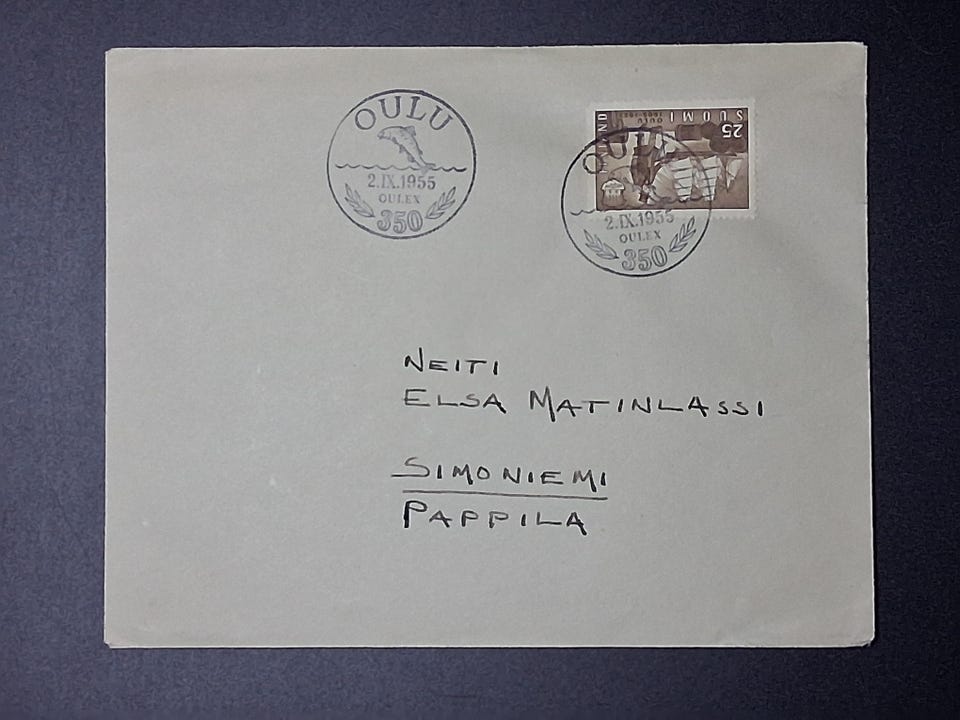 OULU
2.IX.1955
OULEX
350
25
SUOMI
OULU
OULU
2.IX.1955
OULEX
350
NEITI
ELSA MATINLASSI
SIMONIEMI
PAPPILA